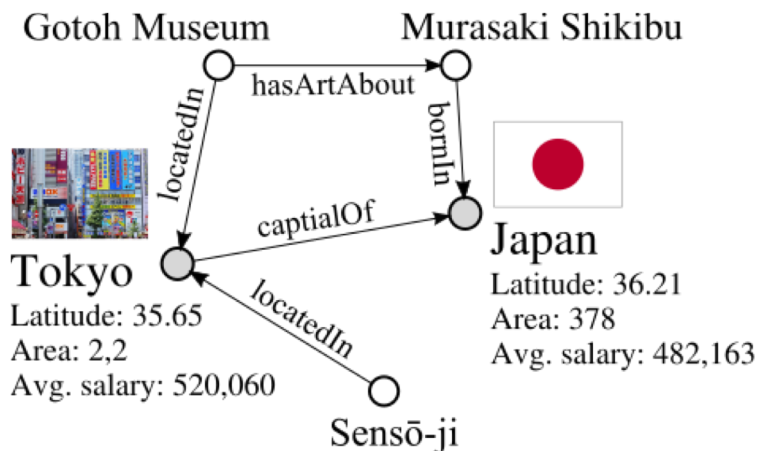 Gotoh Museum
Murasaki Shikibu
hasArtAbout
locatedIn
bornIn
captialOf
Japan
Latitude: 36.21
Area: 378
Avg. salary: 482,163
Tokyo
Latitude: 35.65
Area: 2,2
Avg. salary: 520,060
locatedIn
Sensō-ji